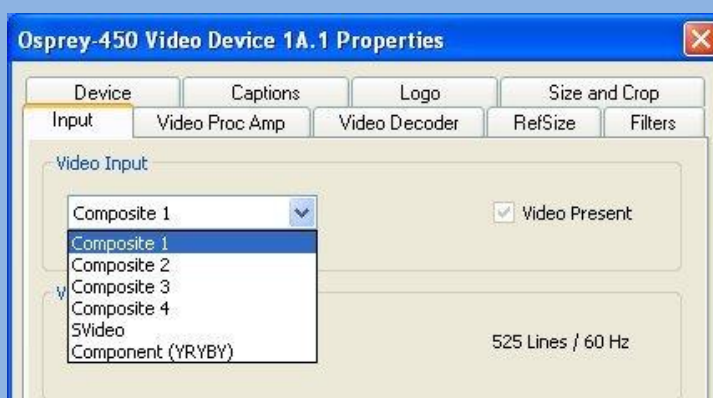 Osprey-450 Video Device 1A.1 Properties
Device Captions Logo Size and Crop
Input Video Proc Amp Video Decoder RefSize Filters
Video Input
Composite 1 Video Present
Composite 1
Composite 2
Composite 3
V
Composite 4
SVideo
525 Lines / 60 Hz
Component (YRYBY)